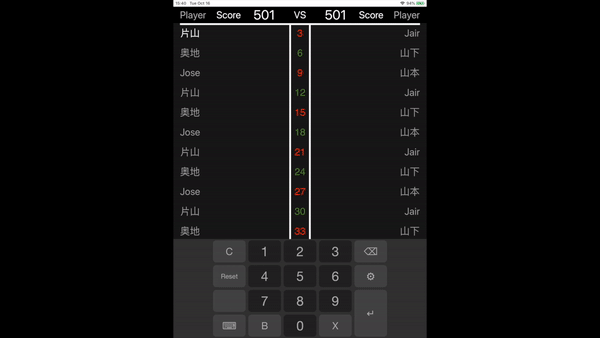 15:40 Tue Oct 16 94%
Player Score 501 VS 501 Score Player
片山 3 Jair
奥地 6 山下
Jose 9 山本
片山 12 Jair
奥地 15 山下
Jose 18 山本
片山 21 Jair
奥地 24 山下
Jose 27 山本
片山 30 Jair
奥地 33 山下
C 1 2 3
Reset 4 5 6
7 8 9
B 0 X